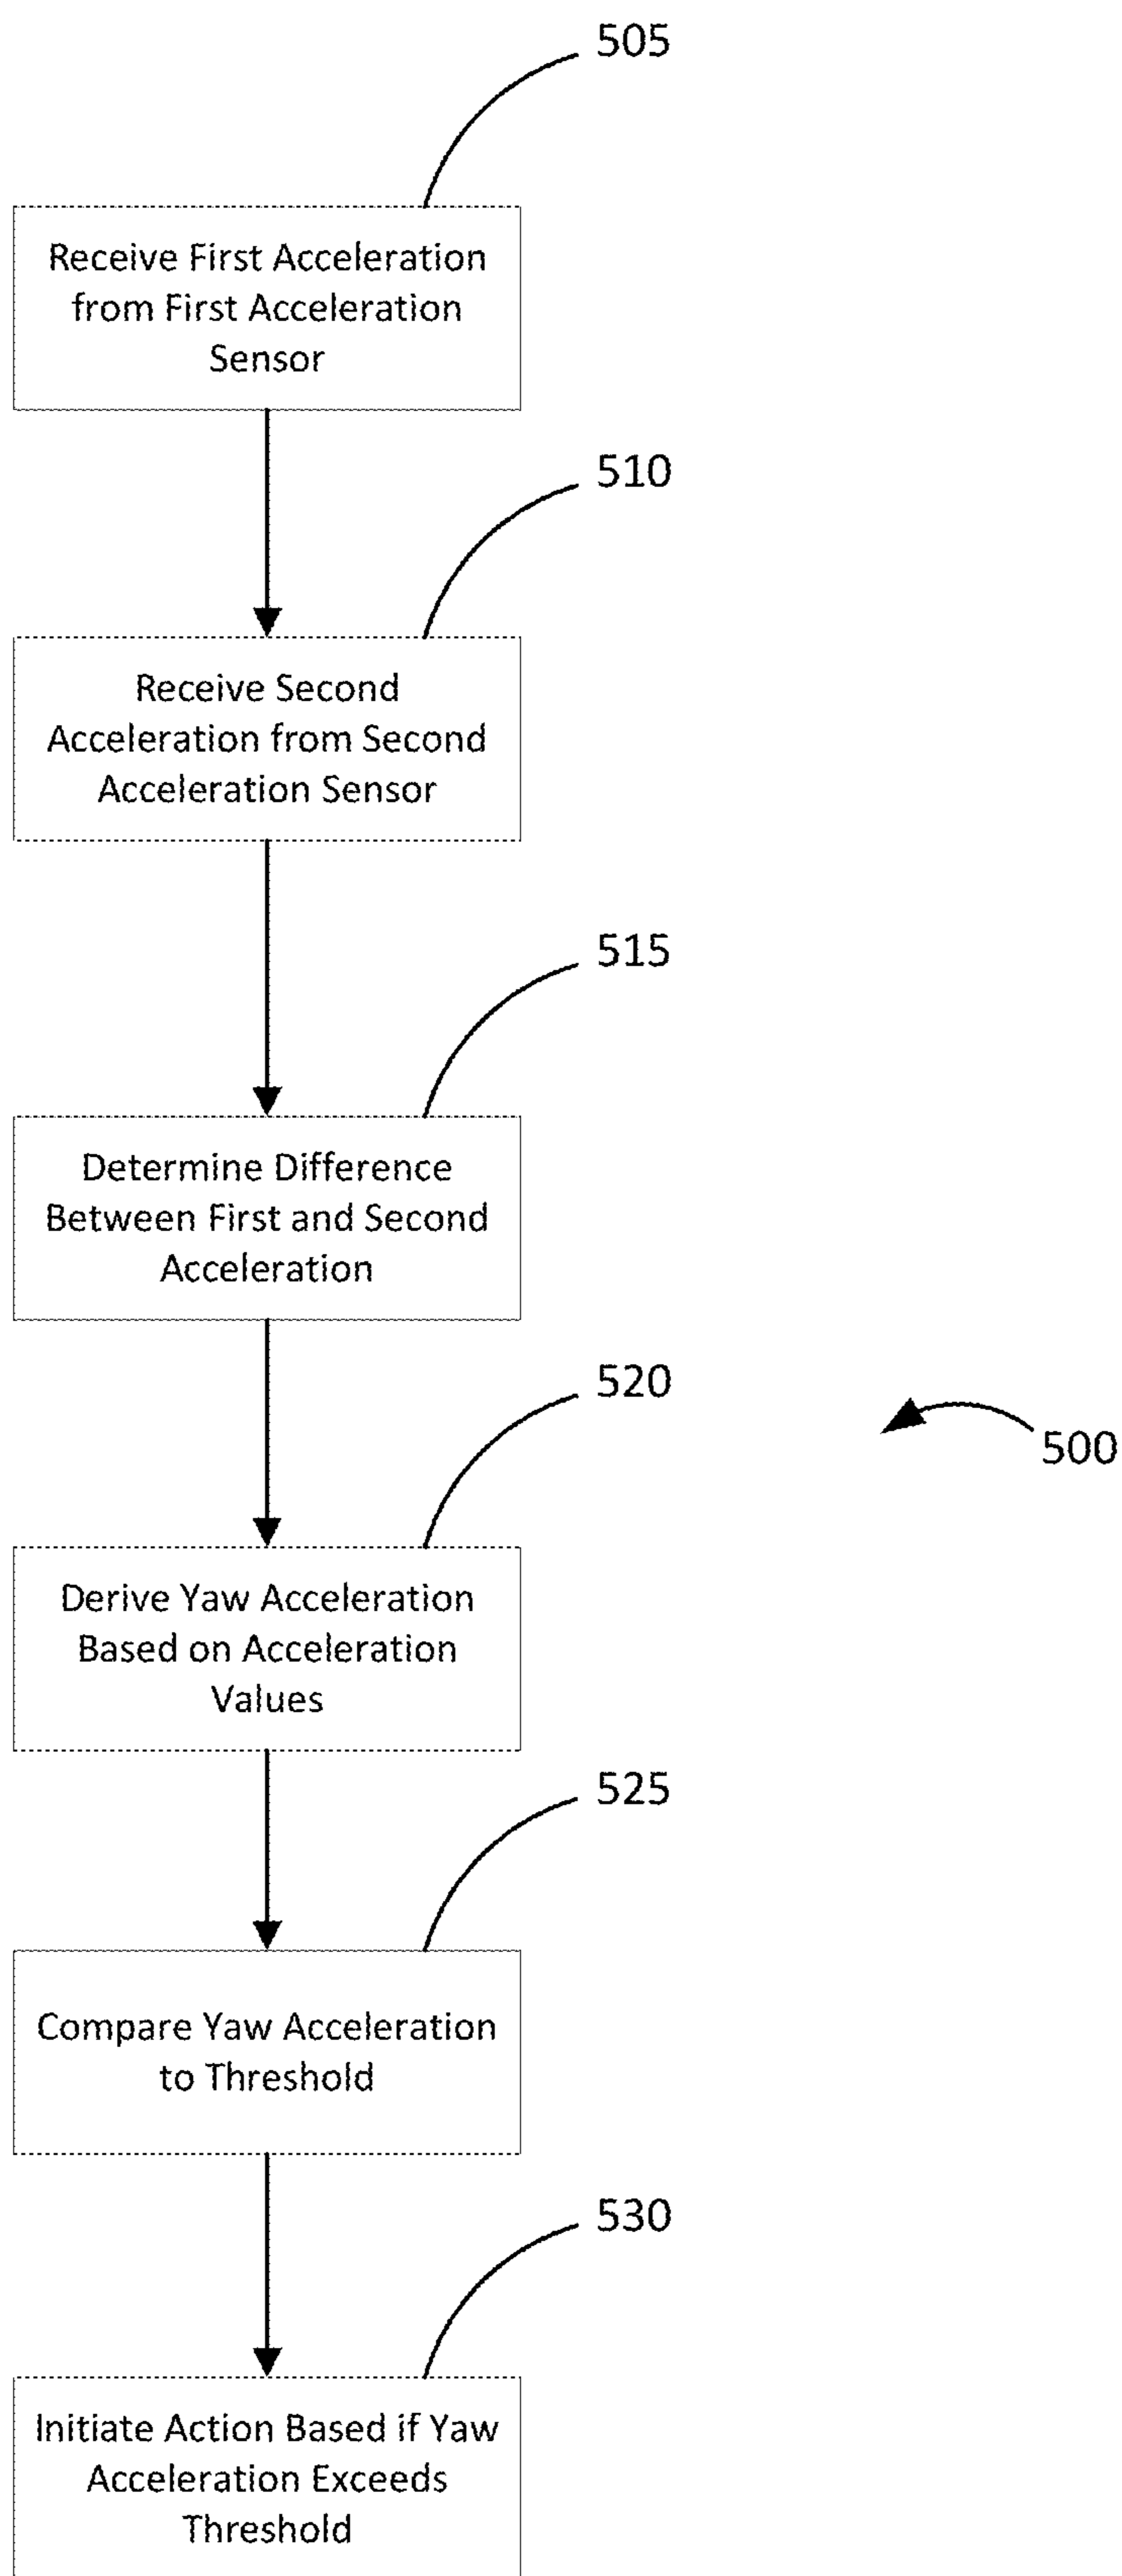 505
Receive First Acceleration
from First Acceleration
Sensor
510
Receive Second
Acceleration from Second
Acceleration Sensor
515
Determine Difference
Between First and Second
Acceleration
520
500
Derive Yaw Acceleration
Based on Acceleration
Values
525
Compare Yaw Acceleration
to Threshold
530
Initiate Action Based if Yaw
Acceleration Exceeds
Threshold